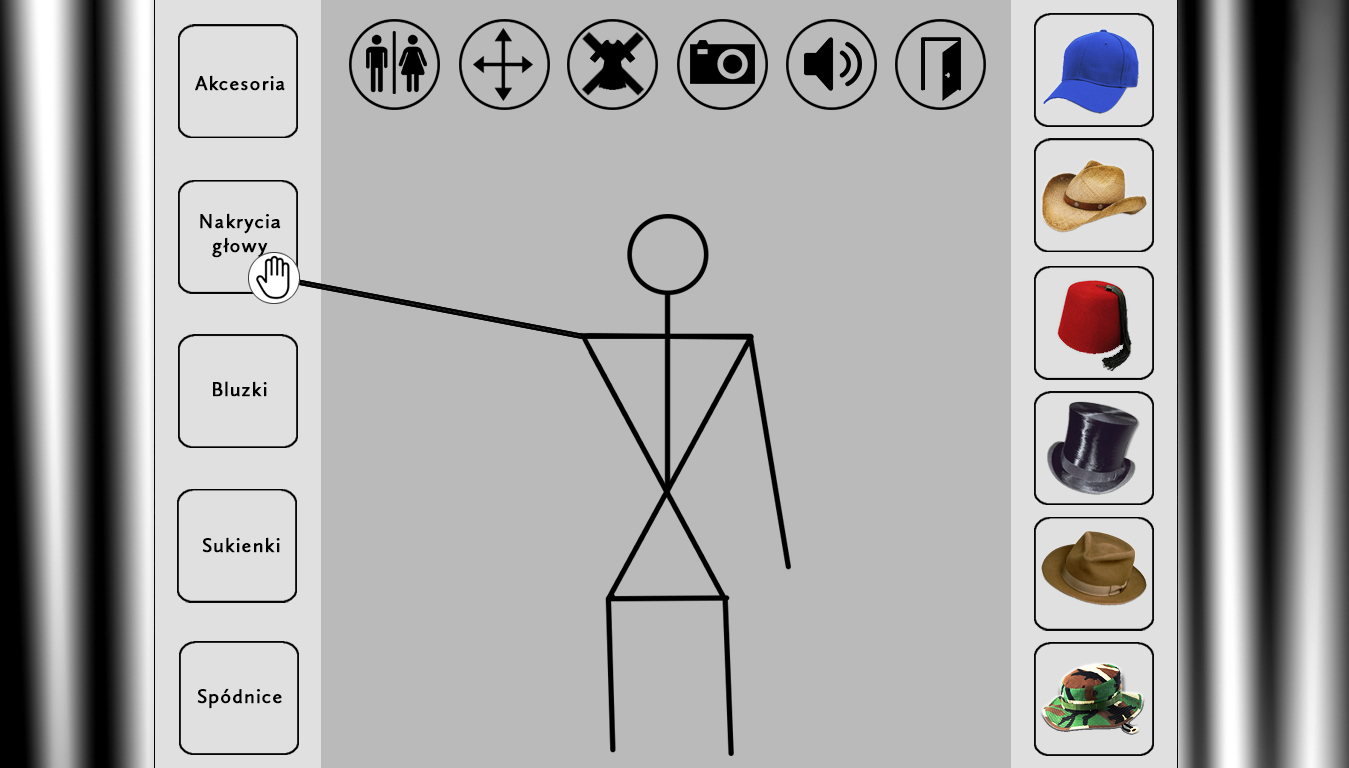 Akcesoria
Nakrycia
głowy
Bluzki
Sukienki
Spódnice